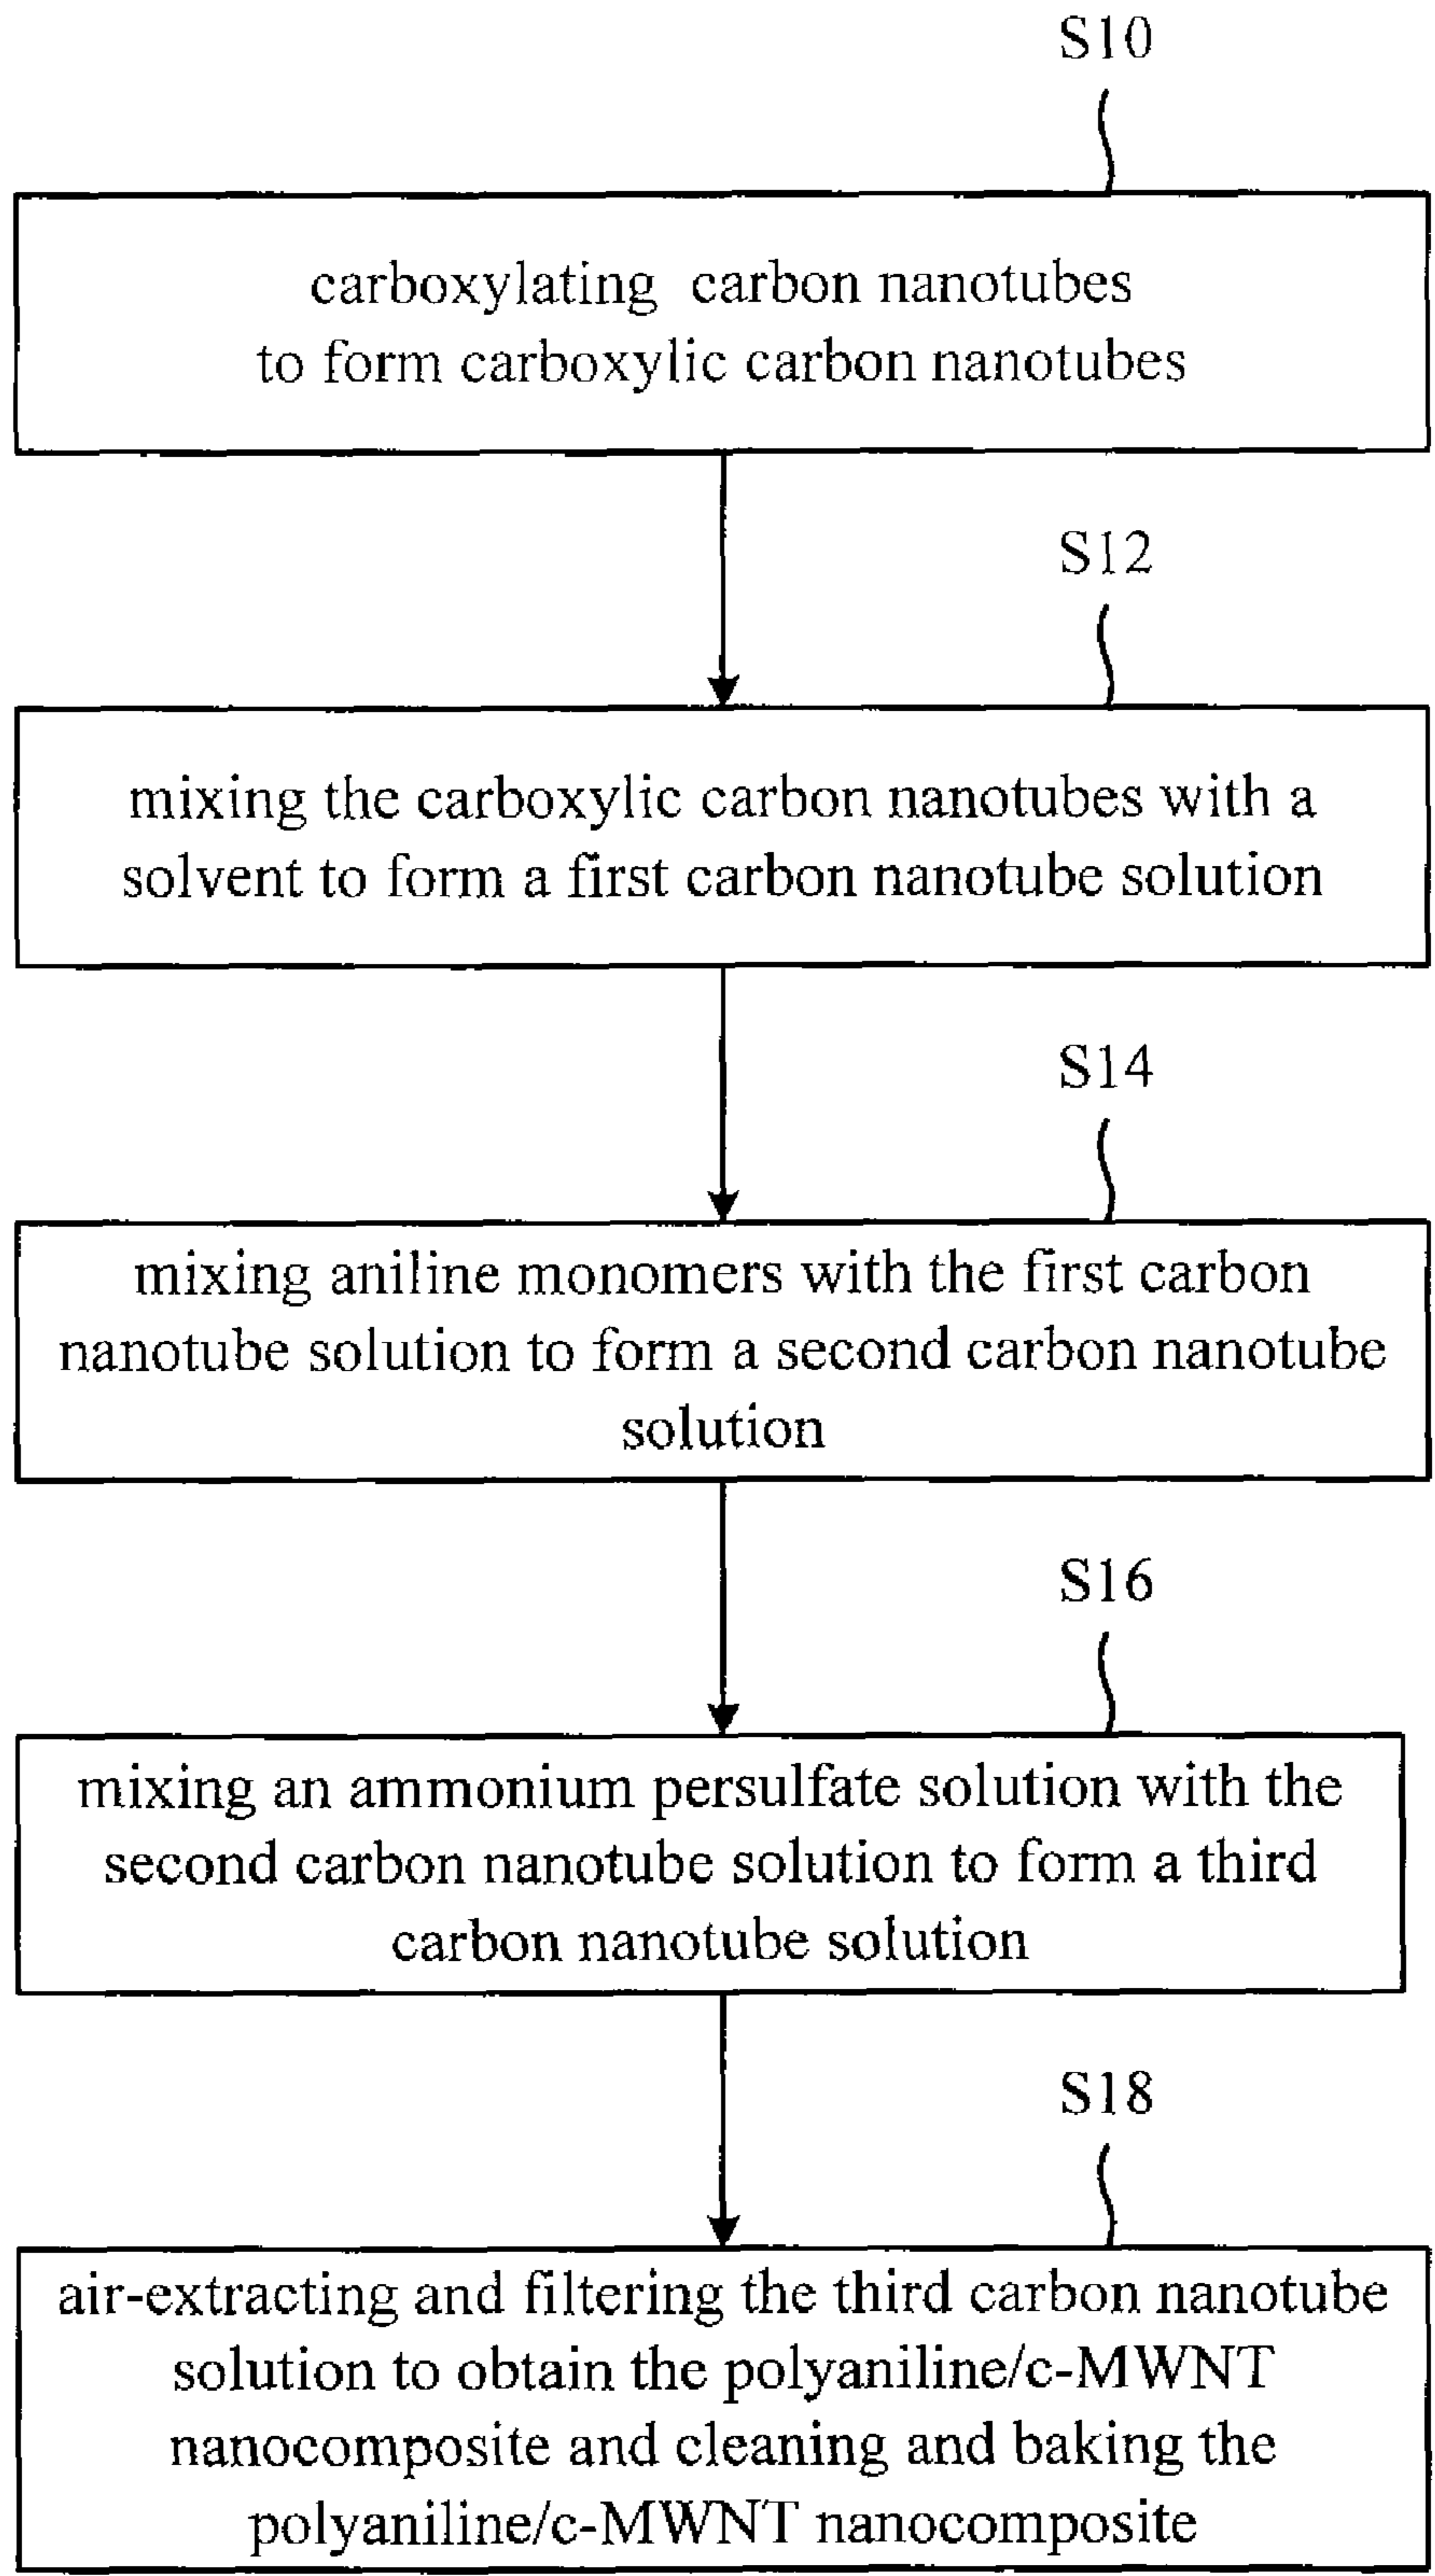 S10
carboxylating carbon nanotubes
to form carboxylic carbon nanotubes
S12
mixing the carboxylic carbon nanotubes with a
solvent to form a first carbon nanotube solution
S14
mixing aniline monomers with the first carbon
nanotube solution to form a second carbon nanotube
solution
S16
mixing an ammonium persulfate solution with the
second carbon nanotube solution to form a third
carbon nanotube solution
S18
air-extracting and filtering the third carbon nanotube
solution to obtain the polyaniline/c-MWNT
nanocomposite and cleaning and baking the
polyaniline/c-MWNT nanocomposite